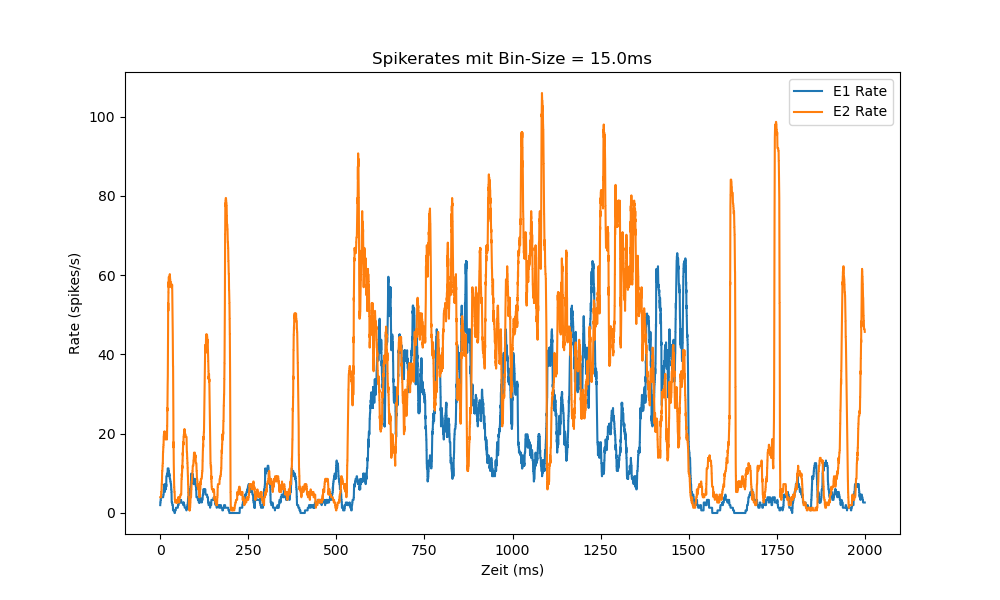 Spikerates mit Bin-Size = 15.0ms
E1 Rate
E2 Rate
Rate (spikes/s)
100
80
60
40
20
0
0 250 500 750 1000 1250 1500 1750 2000
Zeit (ms)